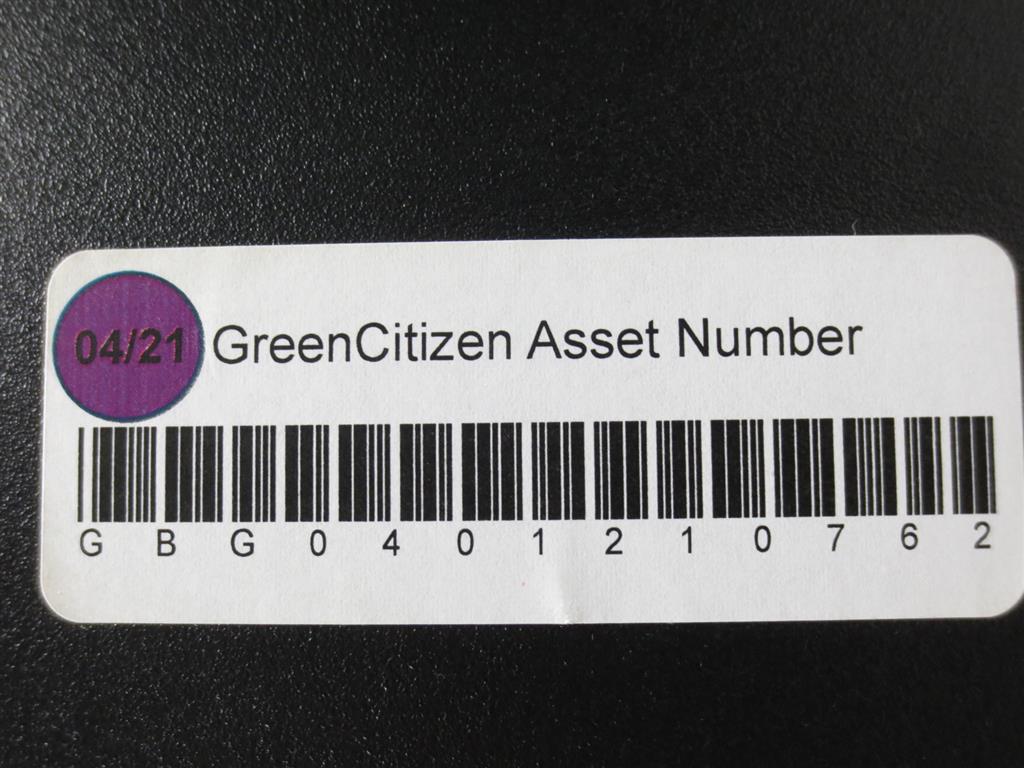 04/21 GreenCitizen Asset Number
G B G 0 4 0 1 2 1 0 7 6 2